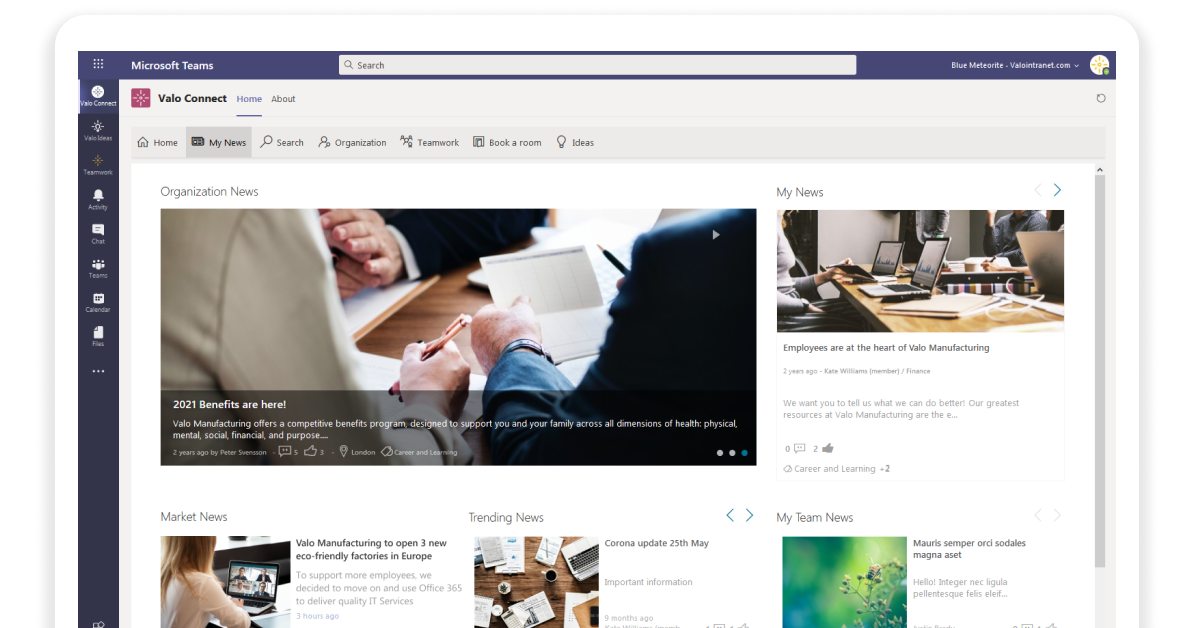 Microsoft Teams
Search
Blue Meteorite - Valointranet.com
Valo Connect
Valo Ideas
Teamwork
Activity
Chat
Teams
Calendar
Files
Valo Connect Home About
Home My News Search Organization Teamwork Book a room Ideas
Organization News
2021 Benefits are here!
Valo Manufacturing offers a competitive benefits program, designed to support you and your family across all dimensions of health: physical,
mental, social, financial, and purpose....
2 years ago by Peter Svensson - 5 3 - London Career and Learning
My News
Employees are at the heart of Valo Manufacturing
2 years ago - Kate Williams (member) / Finance
We want you to tell us what we can do better! Our greatest
resources at Valo Manufacturing are the e...
0 2
Career and Learning +2
Market News
Valo Manufacturing to open 3 new
eco-friendly factories in Europe
To support more employees, we
decided to move on and use Office 365
to deliver quality IT Services
3 hours ago
Trending News
Corona update 25th May
Important information
9 months ago
My Team News
Mauris semper orci sodales
magna aset
Hello! Integer nec ligula
pellentesque felis eleif...